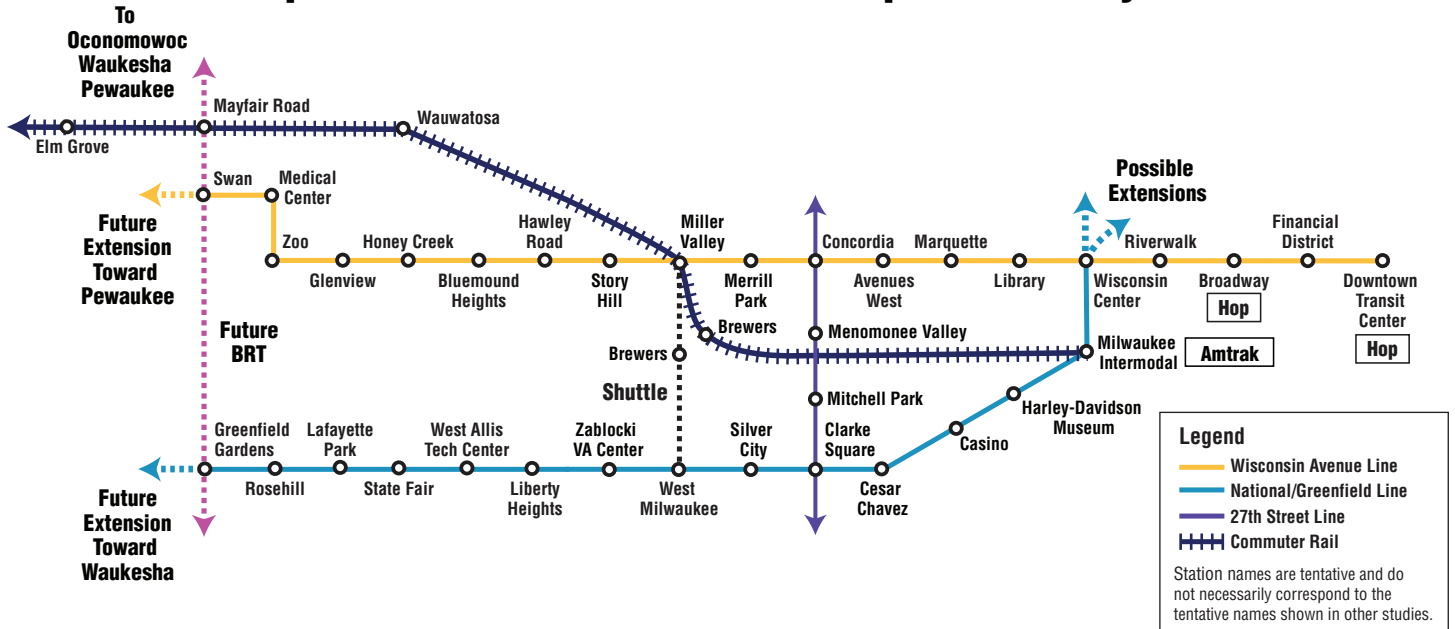 To
Oconomowoc
Waukesha
Pewaukee
Mayfair Road
Wauwatosa
Elm Grove
Swan
Medical
Center
Possible
Extensions
Future
Extension
Toward
Pewaukee
Zoo
Glenview
Honey Creek
Bluemound
Heights
Hawley
Road
Story
Hill
Miller
Valley
Merrill
Park
Concordia
Avenues
West
Marquette
Library
Wisconsin
Center
Riverwalk
Broadway
Hop
Financial
District
Downtown
Transit
Center
Hop
Future
BRT
Brewers
Brewers
Shuttle
Menomonee Valley
Mitchell Park
Milwaukee
Intermodal
Amtrak
Harley-Davidson
Museum
Casino
Greenfield
Gardens
Rosehill
Lafayette
Park
State Fair
West Allis
Tech Center
Liberty
Heights
Zablocki
VA Center
West
Milwaukee
Silver
City
Clarke
Square
Cesar
Chavez
Future
Extension
Toward
Waukesha
Legend
Wisconsin Avenue Line
National/Greenfield Line
27th Street Line
Commuter Rail
Station names are tentative and do
not necessarily correspond to the
tentative names shown in other studies.